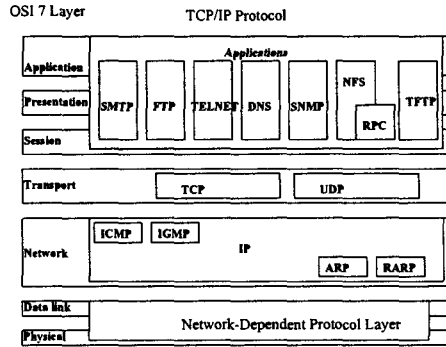 OSI 7 Layer TCP/IP Protocol
Applications
Application
Presentation
Session
SMTP FTP TELNET DNS SNMP NFS TFTP
RPC
Transport TCP UDP
ICMP IGMP
Network IP
ARP RARP
Data link
Network-Dependent Protocol Layer
Physical